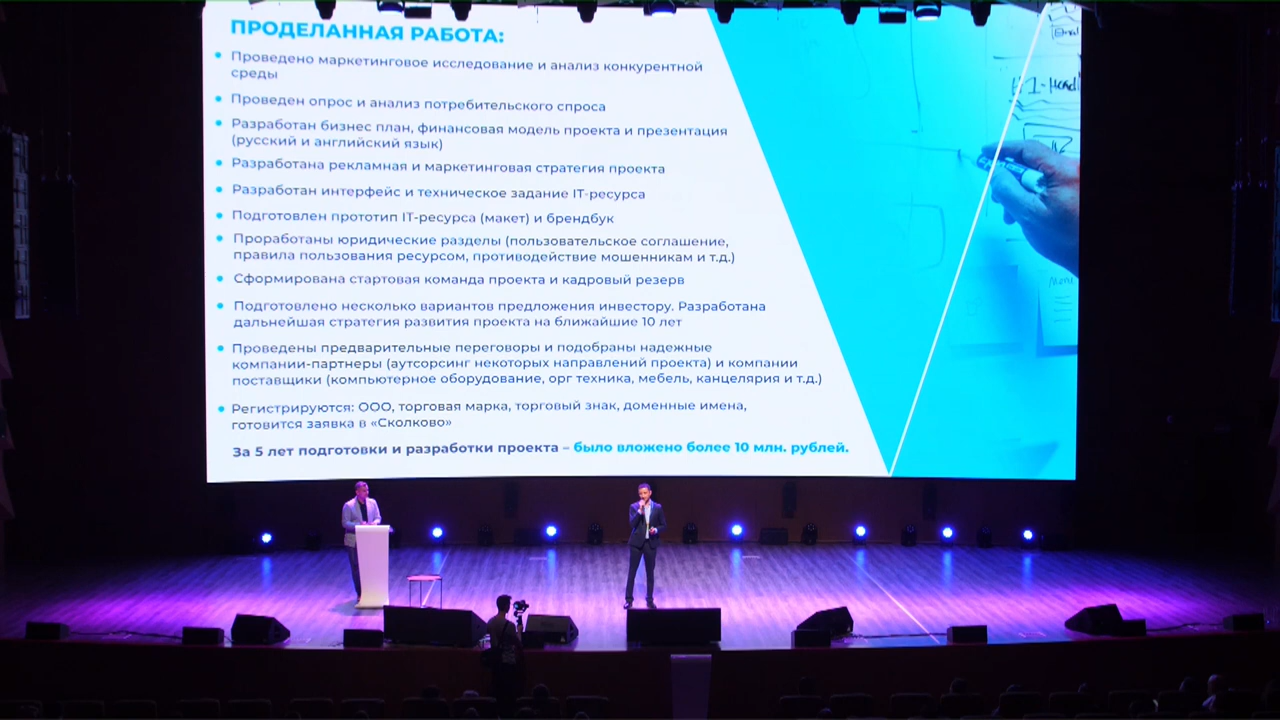 ПРОДЕЛАННАЯ РАБОТА:
Проведено маркетинговое исследование и анализ конкурентной
среды
Проведен опрос и анализ потребительского спроса
Разработан бизнес план, финансовая модель проекта и презентация
(русский и английский язык)
Разработана рекламная и маркетинговая стратегия проекта
Разработан интерфейс и техническое задание IT-ресурса
Подготовлен прототип IT-ресурса (макет) и брендбук
Проработаны юридические разделы (пользовательское соглашение,
правила пользования ресурсом, противодействие мошенникам и т.д.)
Сформирована стартовая команда проекта и кадровый резерв
Подготовлено несколько вариантов предложения инвестору. Разработана
дальнейшая стратегия развития проекта на ближайшие 10 лет
Проведены предварительные переговоры и подобраны надежные
компании-партнеры (аутсорсинг некоторых направлений проекта) и компании
поставщики (компьютерное оборудование, орг техника, мебель, канцелярия и т.д.)
Регистрируются: ООО, торговая марка, торговый знак, доменные имена,
готовится заявка в «Сколково»
За 5 лет подготовки и разработки проекта – было вложено более 10 млн. рублей.